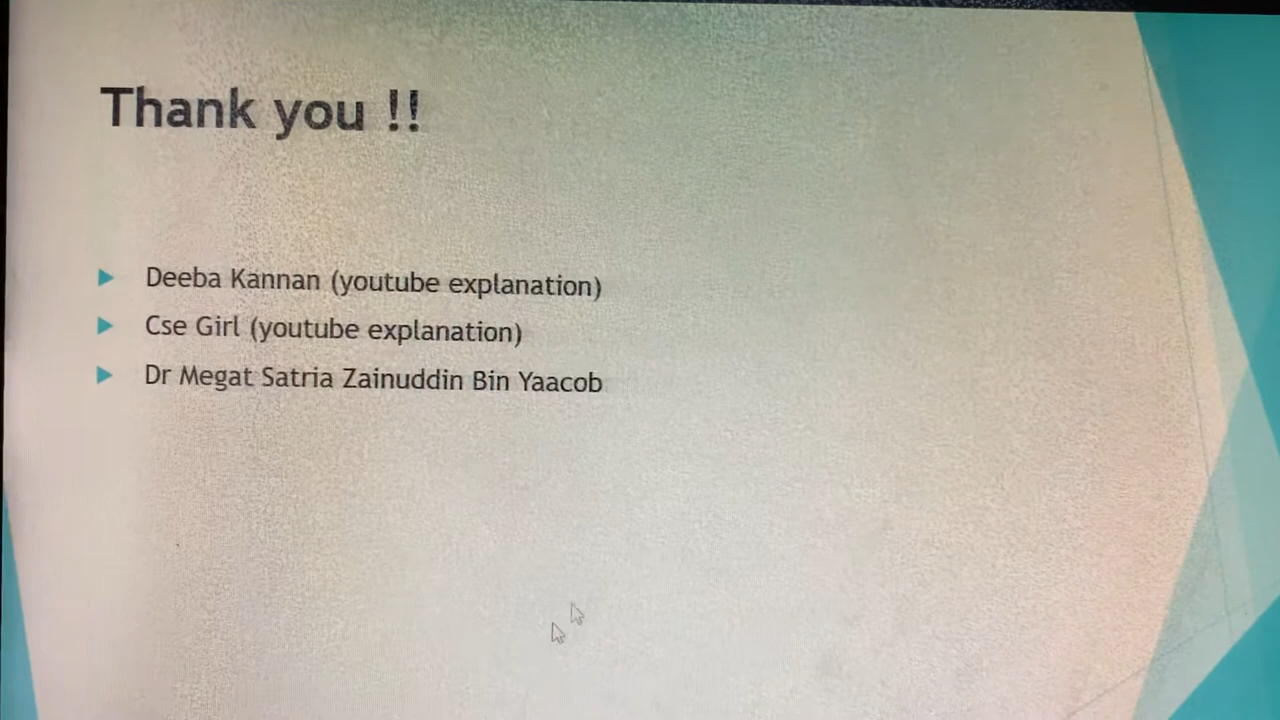 Thank you !!
Deeba Kannan (youtube explanation)
Cse Girl (youtube explanation)
Dr Megat Satria Zainuddin Bin Yaacob